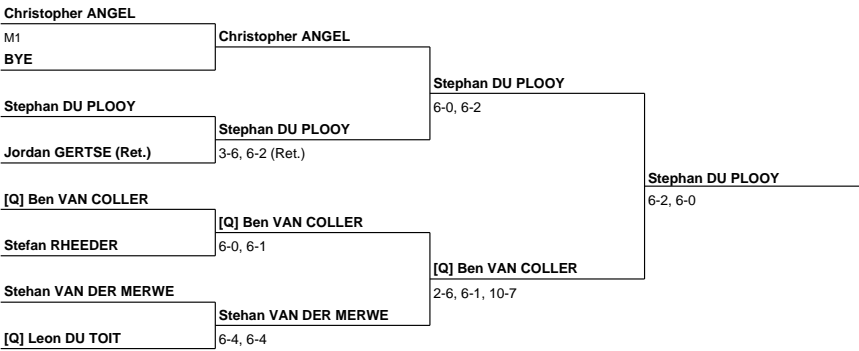 Christopher ANGEL
M1
Christopher ANGEL
BYE
Stephan DU PLOOY
6-0, 6-2
Stephan DU PLOOY
Stephan DU PLOOY
Jordan GERTSE (Ret.)
3-6, 6-2 (Ret.)
Stephan DU PLOOY
6-2, 6-0
[Q] Ben VAN COLLER
[Q] Ben VAN COLLER
Stefan RHEEDER
6-0, 6-1
[Q] Ben VAN COLLER
2-6, 6-1, 10-7
Stehan VAN DER MERWE
Stehan VAN DER MERWE
[Q] Leon DU TOIT
6-4, 6-4